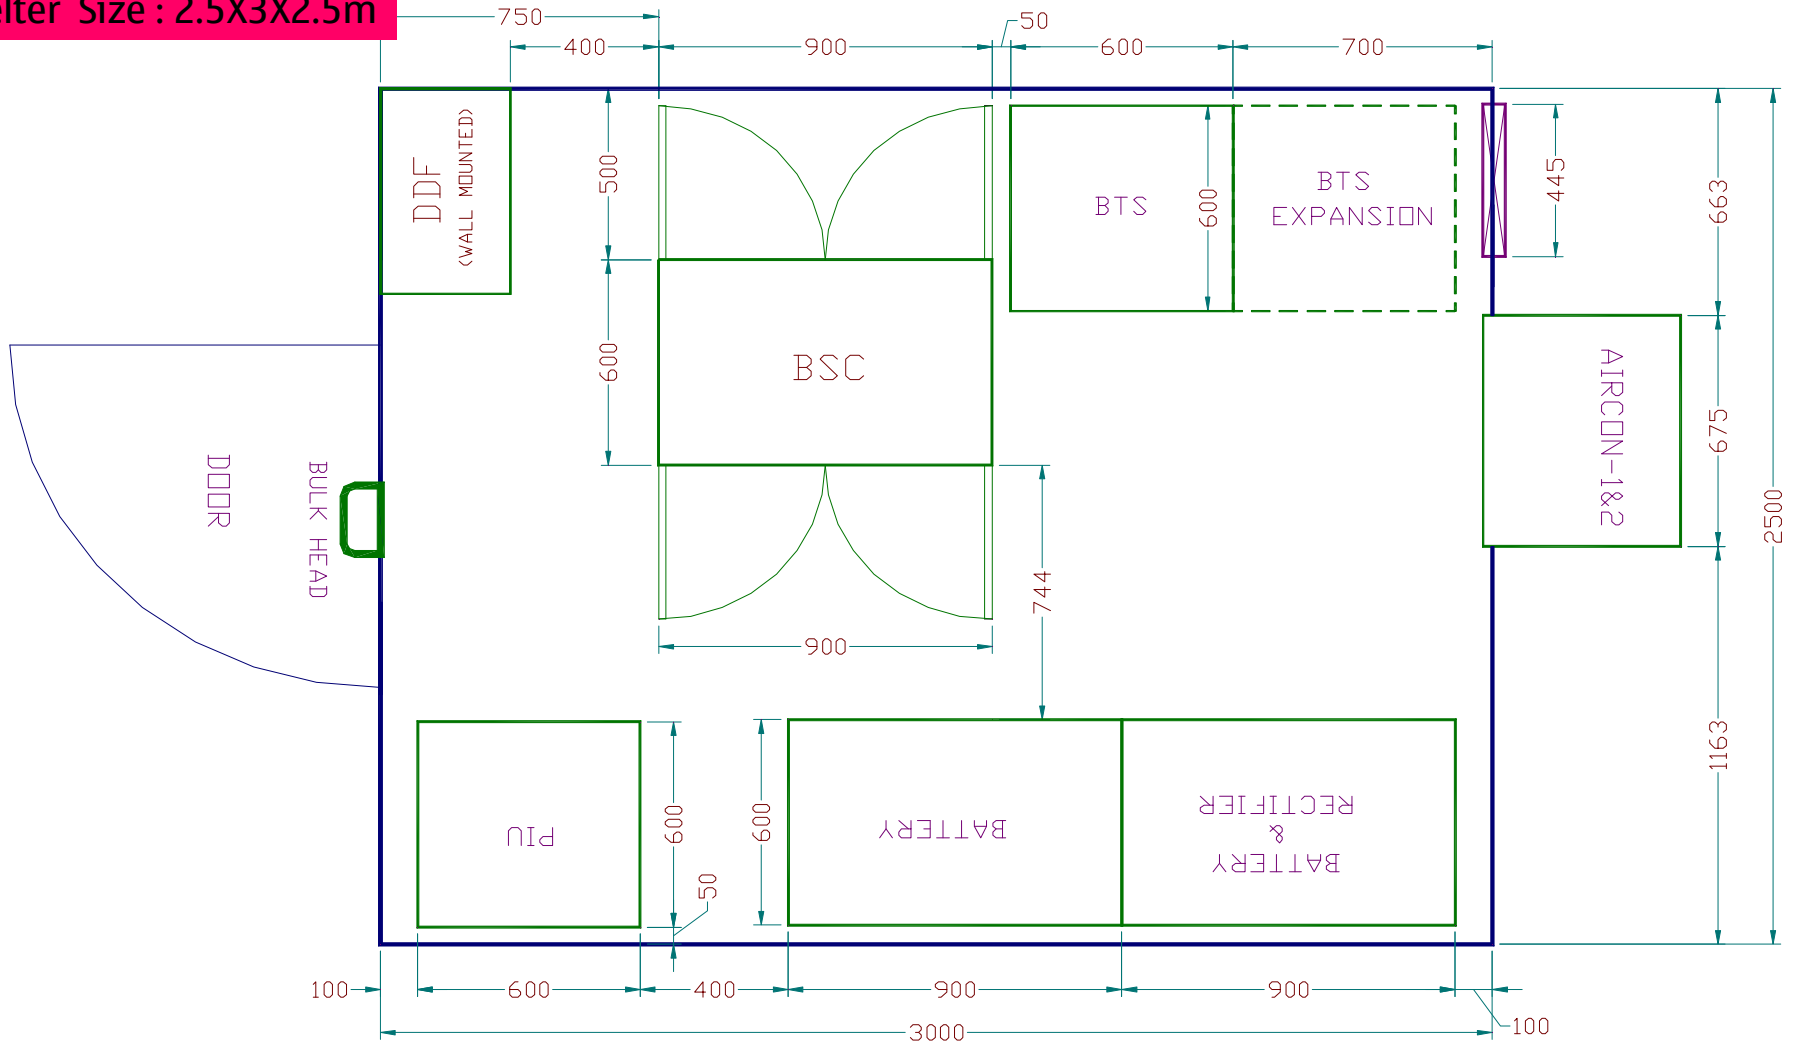 elter Size : 2.5X3X2.5m
750
50
400
900
600
700
DDF
<WALL MOUNTED>
500
BTS
600
BTS
EXPANSION
445
663
600
BSC
AIRCON-1&2
675
2500
DOOR
BULK HEAD
744
900
1163
PIU
600
50
600
BATTERY
BATTERY
&
RECTIFIER
100
600
400
900
900
100
3000